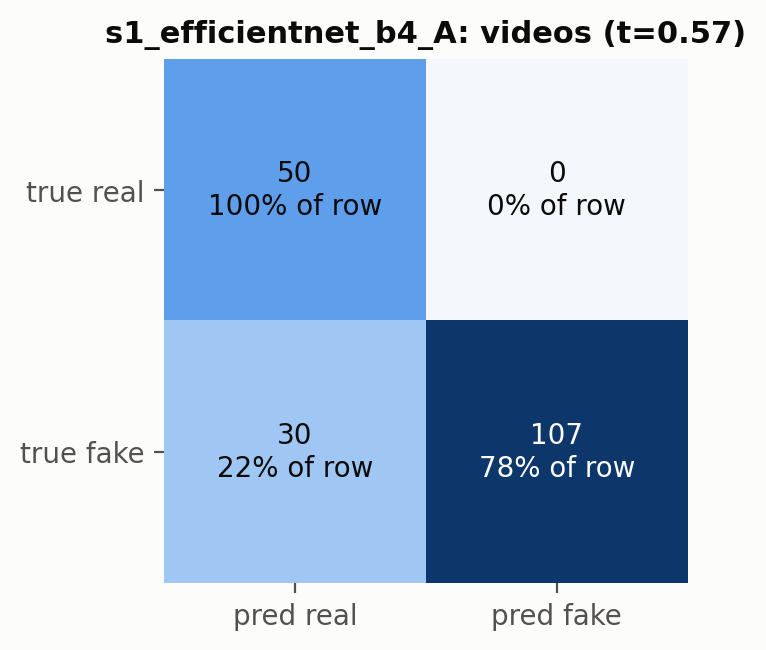 s1_efficientnet_b4_A: videos (t=0.57)
true real
50
100% of row
0
0% of row
true fake
30
22% of row
107
78% of row
pred real
pred fake